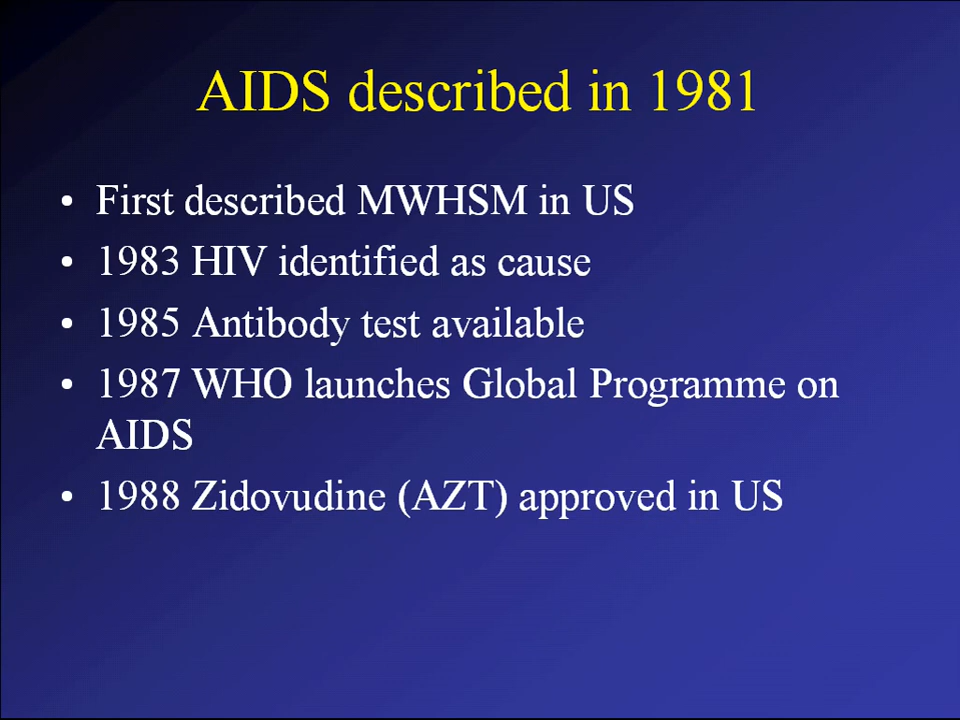 AIDS described in 1981
• First described MWHSM in US
• 1983 HIV identified as cause
• 1985 Antibody test available
• 1987 WHO launches Global Programme on
AIDS
• 1988 Zidovudine (AZT) approved in US